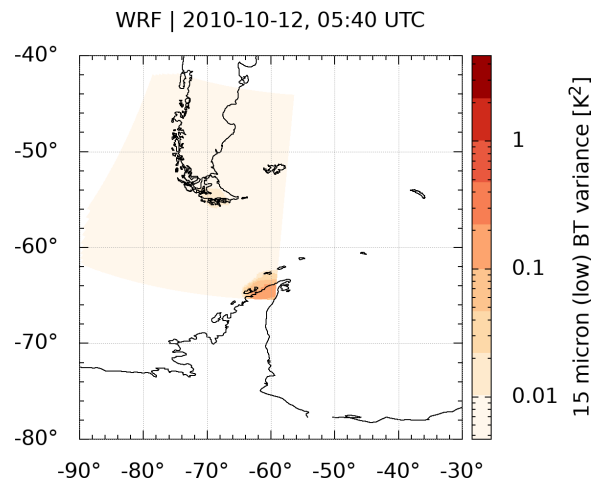 WRF | 2010-10-12, 05:40 UTC
-40°
-50°
-60°
-70°
-80°
-90° -80° -70° -60° -50° -40° -30°
1
0.1
0.01
15 micron (low) BT variance [K²]